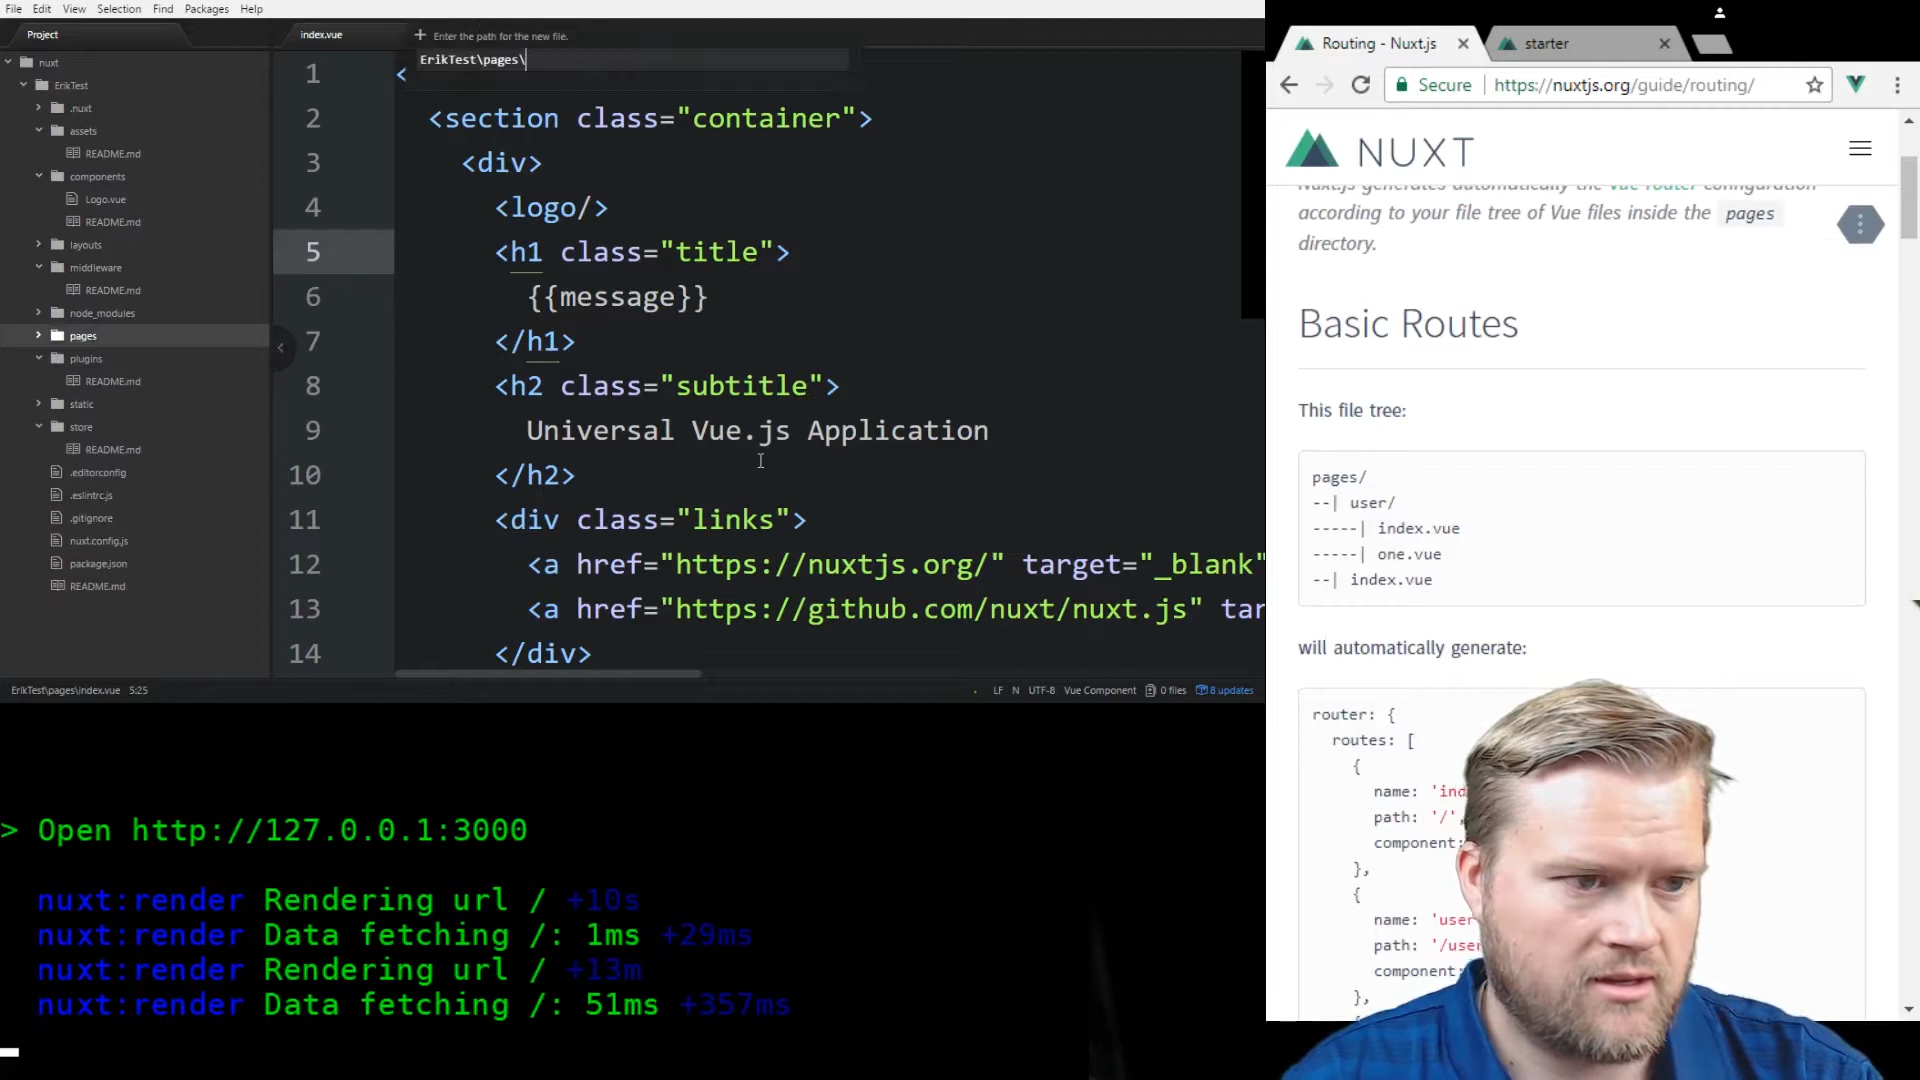 File Edit View Selection Find Packages Help
Project
nuxt
ErikTest
.nuxt
assets
README.md
components
Logo.vue
README.md
layouts
middleware
README.md
node_modules
pages
plugins
README.md
static
store
README.md
.editorconfig
.eslintrc.js
.gitignore
nuxt.config.js
package.json
README.md
index.vue
Enter the path for the new file.
ErikTest\pages\
1 <
2 <section class="container">
3 <div>
4 <logo/>
5 <h1 class="title">
6 {{message}}
7 </h1>
8 <h2 class="subtitle">
9 Universal Vue.js Application
10 </h2>
11 <div class="links">
12 <a href="https://nuxtjs.org/" target="_blank"
13 <a href="https://github.com/nuxt/nuxt.js" tar
14 </div>
ErikTest\pages\index.vue 5:25
LF N UTF-8 Vue Component 0 files 8 updates
> Open http://127.0.0.1:3000
nuxt:render Rendering url / +10s
nuxt:render Data fetching /: 1ms +29ms
nuxt:render Rendering url / +13m
nuxt:render Data fetching /: 51ms +357ms
Routing - Nuxt.js
starter
Secure https://nuxtjs.org/guide/routing/
NUXT
Nuxt.js generates automatically the vue-router configuration
according to your file tree of Vue files inside the pages
directory.
Basic Routes
This file tree:
pages/
--| user/
-----| index.vue
-----| one.vue
--| index.vue
will automatically generate:
router: {
routes: [
{
name: 'ind
path: '/',
component:
},
{
name: 'user
path: '/user
component:
},